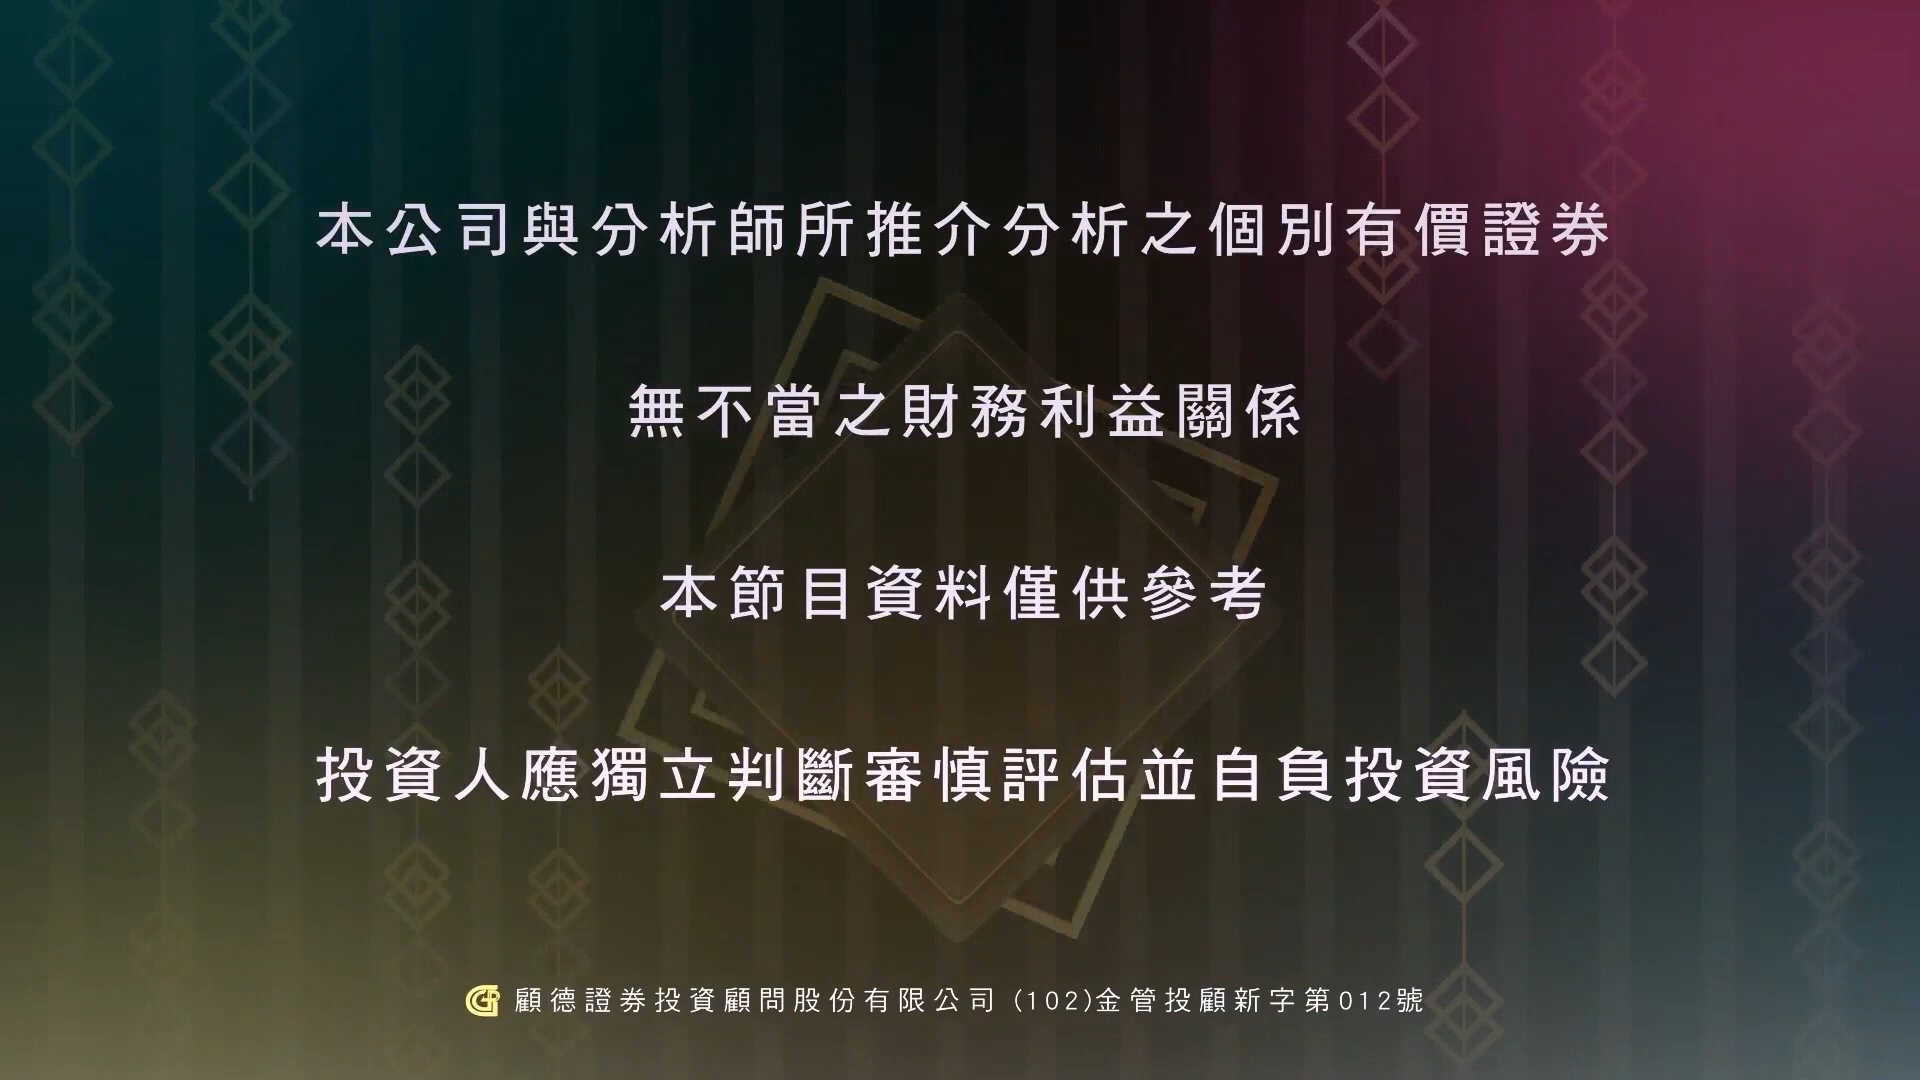 本公司與分析師所推介分析之個別有價證券
無不當之財務利益關係
本節目資料僅供參考
投資人應獨立判斷審慎評估並自負投資風險
顧德證券投資顧問股份有限公司 (102)金管投顧新字第012號